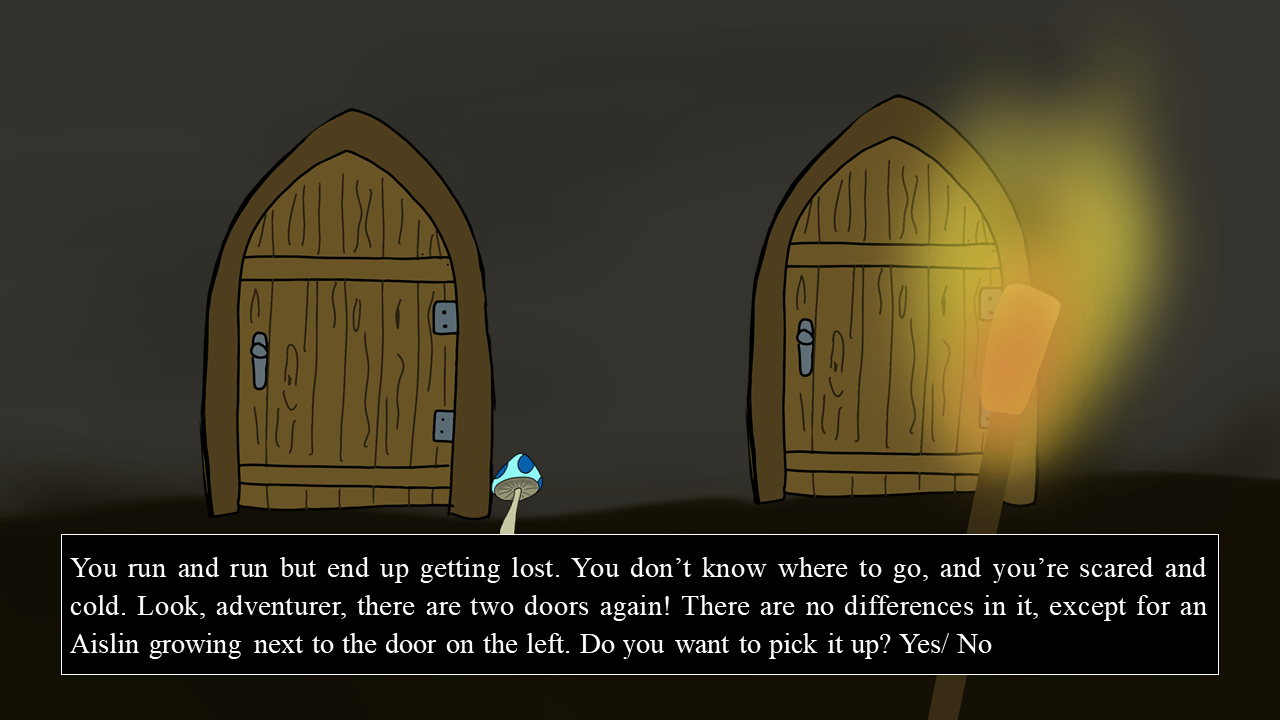 You run and run but end up getting lost. You don’t know where to go, and you’re scared and
cold. Look, adventurer, there are two doors again! There are no differences in it, except for an
Aislin growing next to the door on the left. Do you want to pick it up? Yes/ No